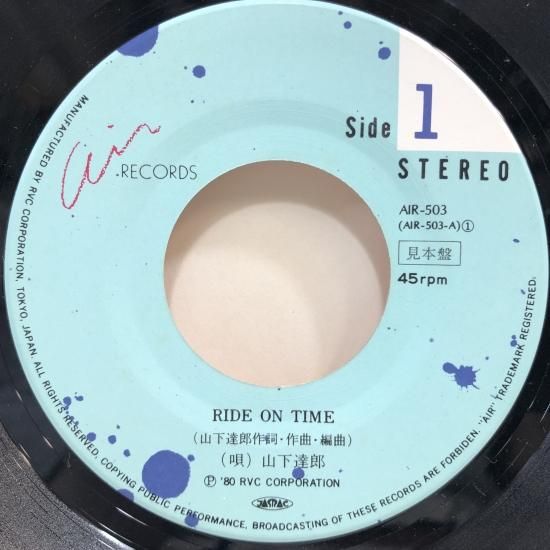 Side 1
STEREO
Air RECORDS
AIR-503
(AIR-503-A)①
見本盤
45rpm
RIDE ON TIME
(山下達郎作詞・作曲・編曲)
(唄)山下達郎
Ⓟ '80 RVC CORPORATION
JASRAC
MANUFACTURED BY RVC CORPORATION, TOKYO, JAPAN. ALL RIGHTS RESERVED. COPYING PUBLIC PERFORMANCE, BROADCASTING OF THESE RECORDS ARE FORBIDDEN. "AIR" TRADEMARK REGISTERED.